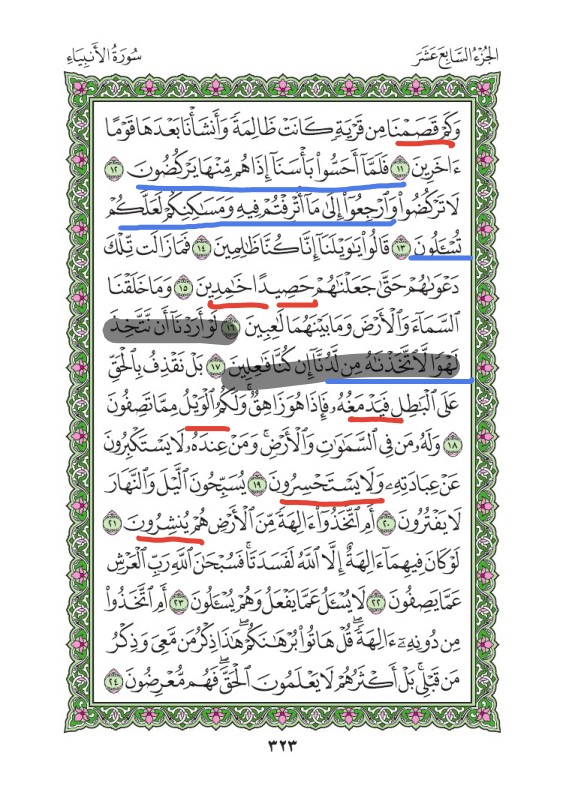 الجُزْءُ السَّابِعَ عَشَرَ سُورَةُ الأَنبِيَاءِ
وَكَمْ قَصَمْنَا مِن قَرْيَةٍ كَانَتْ ظَالِمَةً وَأَنشَأْنَا بَعْدَهَا قَوْمًا
ءَاخَرِينَ ١١ فَلَمَّآ أَحَسُّوا۟ بَأْسَنَآ إِذَا هُم مِّنْهَا يَرْكُضُونَ ١٢
لَا تَرْكُضُوا۟ وَٱرْجِعُوٓا۟ إِلَىٰ مَآ أُتْرِفْتُمْ فِيهِ وَمَسَٰكِنِكُمْ لَعَلَّكُمْ
تُسْـَٔلُونَ ١٣ قَالُوا۟ يَٰوَيْلَنَآ إِنَّا كُنَّا ظَٰلِمِينَ ١٤ فَمَا زَالَت تِّلْكَ
دَعْوَىٰهُمْ حَتَّىٰ جَعَلْنَٰهُمْ حَصِيدًا خَٰمِدِينَ ١٥ وَمَا خَلَقْنَا
ٱلسَّمَآءَ وَٱلْأَرْضَ وَمَا بَيْنَهُمَا لَٰعِبِينَ ١٦ لَوْ أَرَدْنَآ أَن نَّتَّخِذَ
لَهْوًا لَّٱتَّخَذْنَٰهُ مِن لَّدُنَّآ إِن كُنَّا فَٰعِلِينَ ١٧ بَلْ نَقْذِفُ بِٱلْحَقِّ
عَلَى ٱلْبَٰطِلِ فَيَدْمَغُهُۥ فَإِذَا هُوَ زَاهِقٌ ۚ وَلَكُمُ ٱلْوَيْلُ مِمَّا تَصِفُونَ
١٨ وَلَهُۥ مَن فِى ٱلسَّمَٰوَٰتِ وَٱلْأَرْضِ ۚ وَمَنْ عِندَهُۥ لَا يَسْتَكْبِرُونَ
عَنْ عِبَادَتِهِۦ وَلَا يَسْتَحْسِرُونَ ١٩ يُسَبِّحُونَ ٱلَّيْلَ وَٱلنَّهَارَ
لَا يَفْتُرُونَ ٢٠ أَمِ ٱتَّخَذُوٓا۟ ءَالِهَةً مِّنَ ٱلْأَرْضِ هُمْ يُنشِرُونَ ٢١
لَوْ كَانَ فِيهِمَآ ءَالِهَةٌ إِلَّا ٱللَّهُ لَفَسَدَتَا ۚ فَسُبْحَٰنَ ٱللَّهِ رَبِّ ٱلْعَرْشِ
عَمَّا يَصِفُونَ ٢٢ لَا يُسْـَٔلُ عَمَّا يَفْعَلُ وَهُمْ يُسْـَٔلُونَ ٢٣ أَمِ ٱتَّخَذُوا۟
مِن دُونِهِۦٓ ءَالِهَةً ۖ قُلْ هَاتُوا۟ بُرْهَٰنَكُمْ ۖ هَٰذَا ذِكْرُ مَن مَّعِىَ وَذِكْرُ
مَن قَبْلِى ۗ بَلْ أَكْثَرُهُمْ لَا يَعْلَمُونَ ٱلْحَقَّ ۖ فَهُم مُّعْرِضُونَ ٢٤
٣٢٣